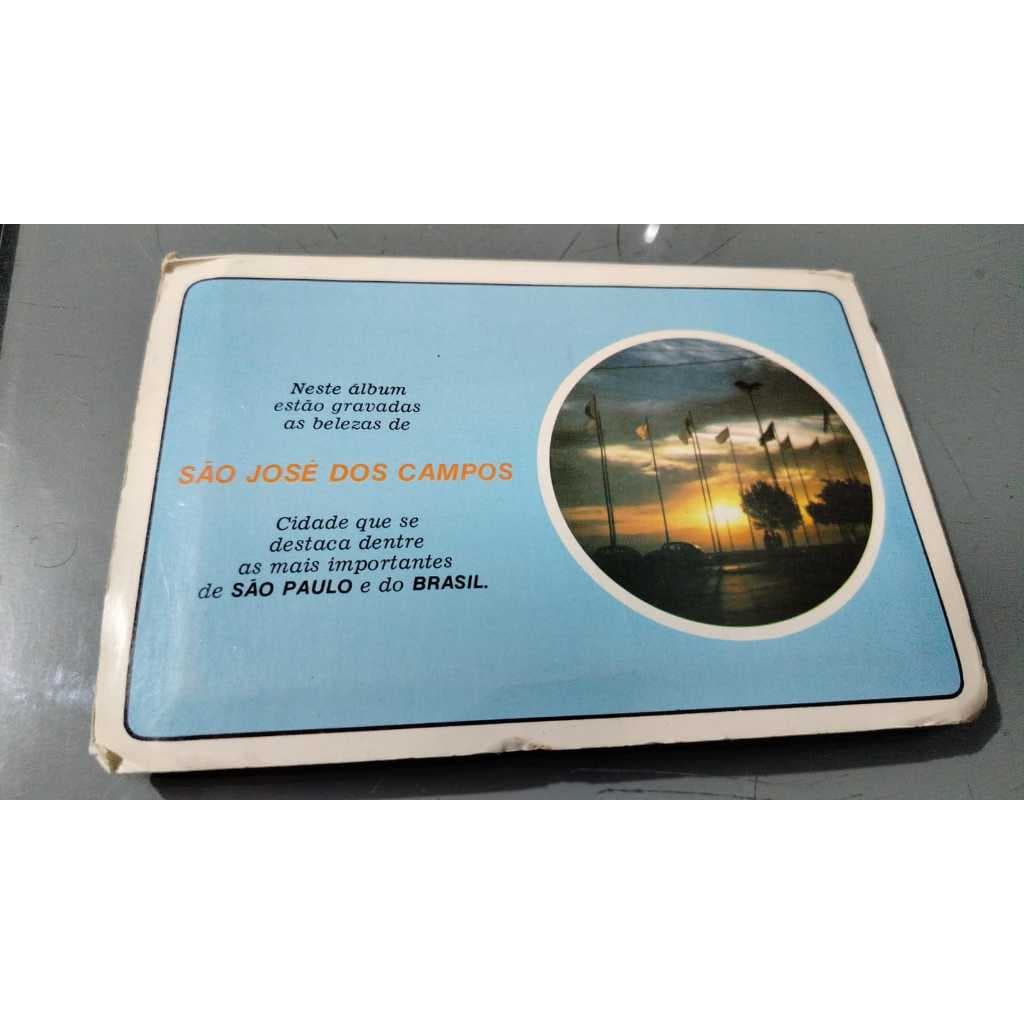 Neste álbum
estão gravadas
as belezas de
SÃO JOSÉ DOS CAMPOS
Cidade que se
destaca dentre
as mais importantes
de SÃO PAULO e do BRASIL.